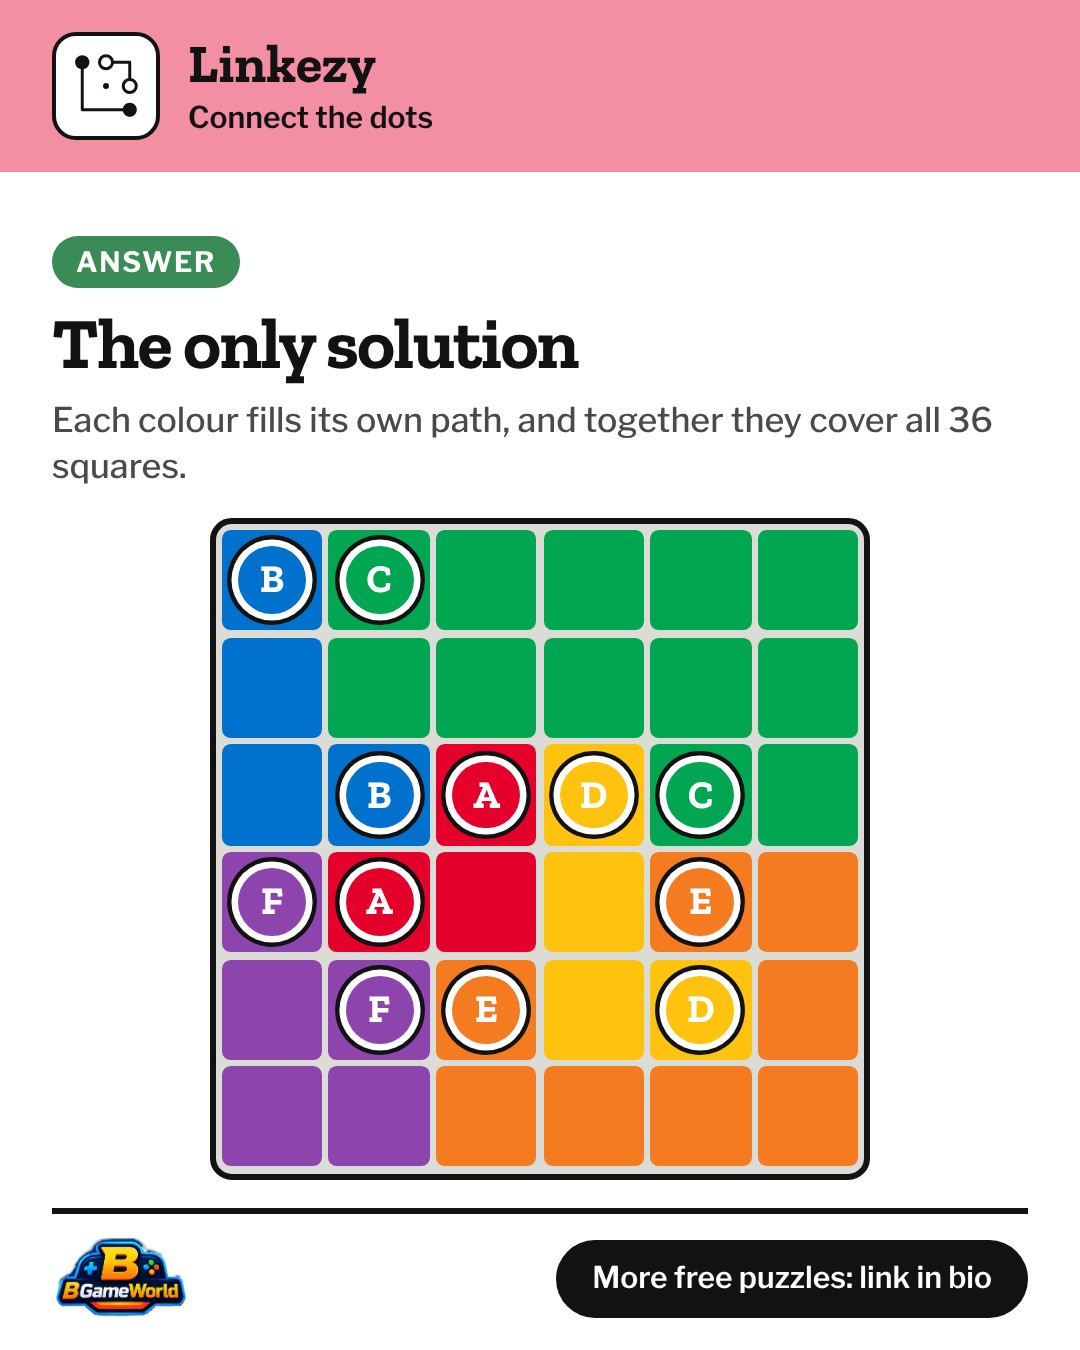 Linkezy
Connect the dots
ANSWER
The only solution
Each colour fills its own path, and together they cover all 36
squares.
B C
B A D C
F A E
F E D
B
BGameWorld
More free puzzles: link in bio